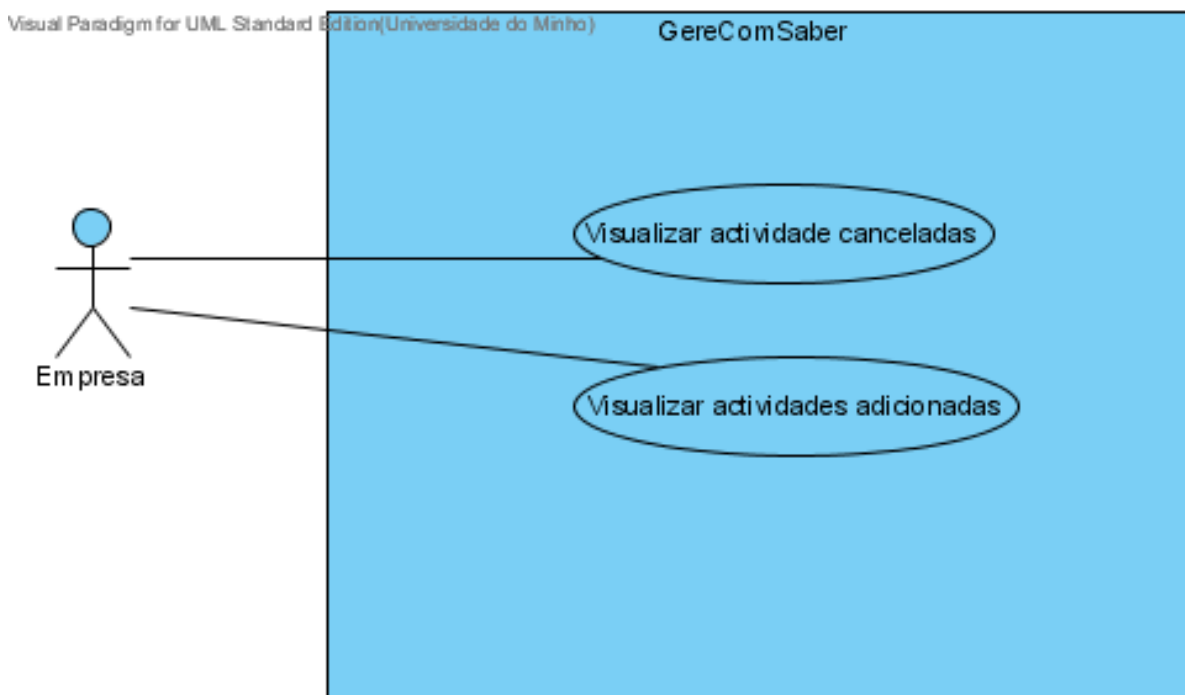 Visual Paradigm for UML Standard Edition(Universidade do Minho)
GereComSaber
Visualizar actividade canceladas
Empresa
Visualizar actividades adicionadas